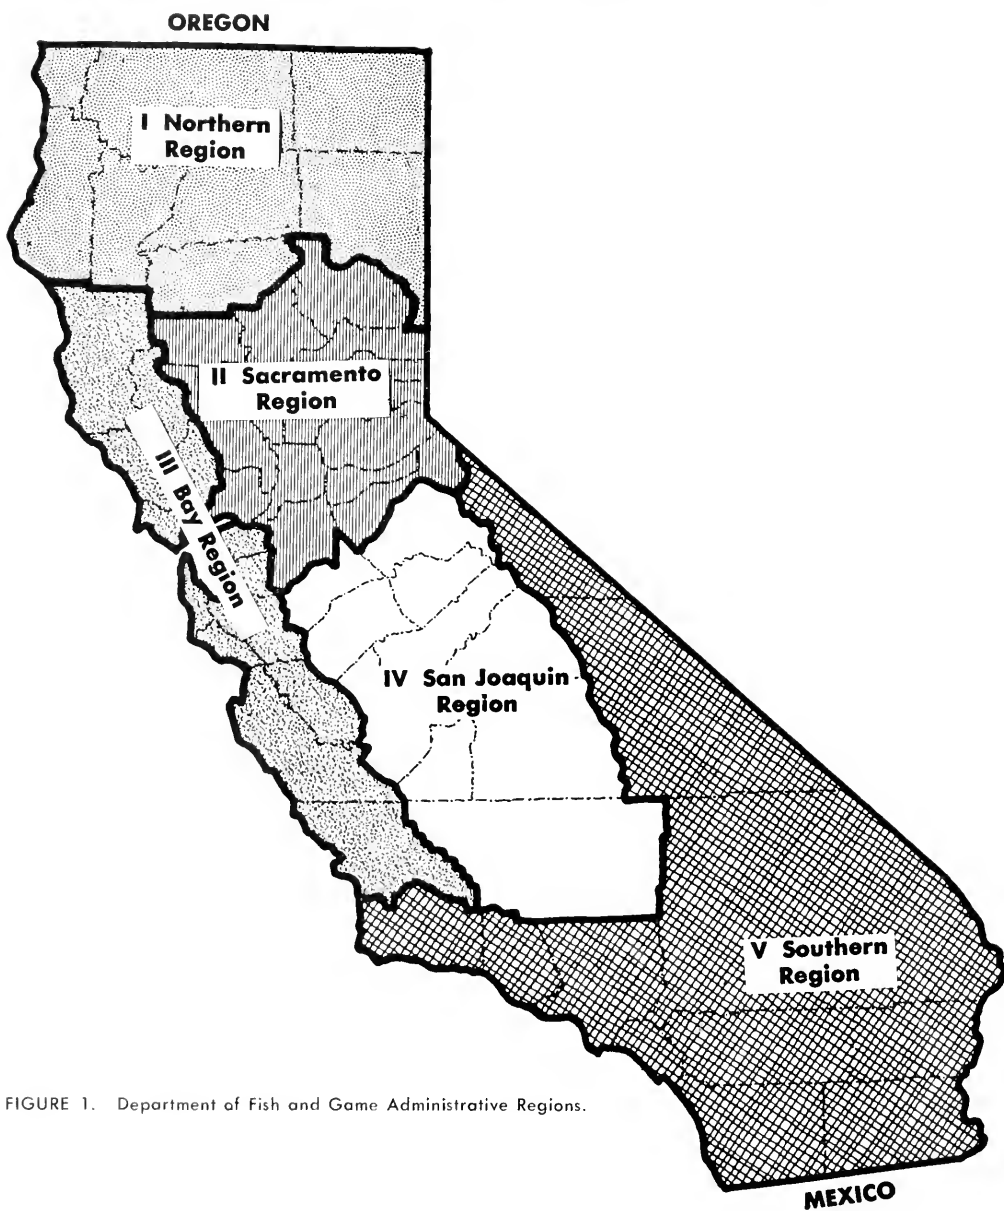 OREGON
I Northern
Region
II Sacramento
Region
III Bay Region
IV San Joaquin
Region
V Southern
Region
FIGURE 1. Department of Fish and Game Administrative Regions.
MEXICO